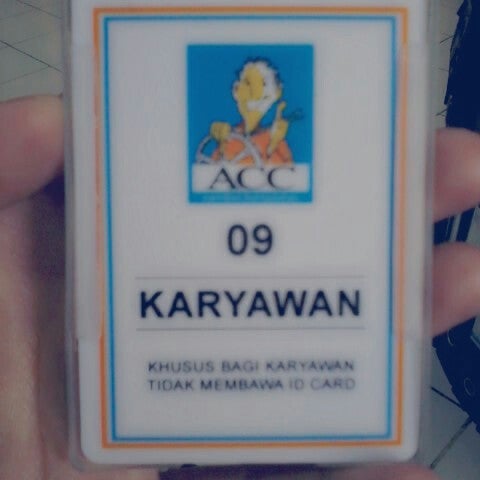 ACC
09
KARYAWAN
KHUSUS BAGI KARYAWAN
TIDAK MEMBAWA ID CARD